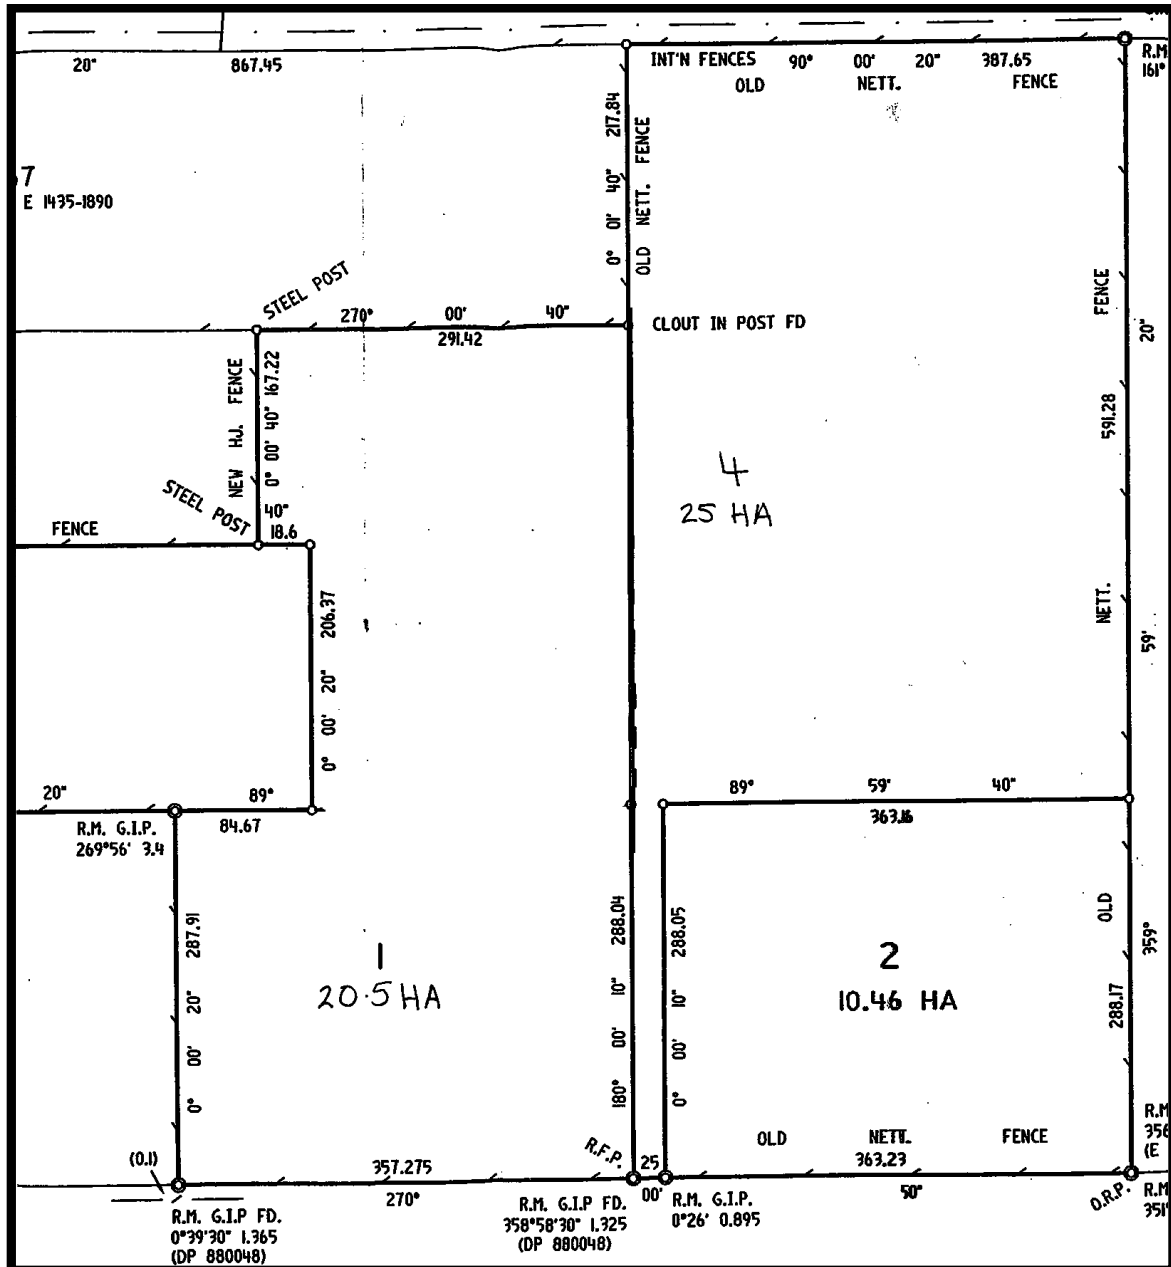 R.M
161°
20" 867.45
INT'N FENCES 90° 00' 20" 387.65
OLD NETT. FENCE
0° 01' 40" 217.84
OLD NETT. FENCE
7
E 1435-1890
STEEL POST
270° 00' 40"
291.42
CLOUT IN POST FD
NEW HJ. FENCE
0° 00' 40" 167.22
STEEL POST
40"
18.6
FENCE
4
25 HA
OLD NETT. FENCE
591.28
359° 59' 20"
0° 00' 20" 206.37
20" 89°
84.67
R.M. G.I.P.
269°56' 3.4
89° 59' 40"
363.16
0° 00' 20" 287.91
1
20.5 HA
180° 00' 10" 288.04
0° 00' 10" 288.05
2
10.46 HA
288.17
OLD NETT. FENCE
363.23
R.F.P.
25
(0.1)
357.275
270° 00' 50"
O.R.P.
R.M
356
(E
R.M
351°
R.M. G.I.P FD.
0°39'30" 1.365
(DP 880048)
R.M. G.I.P FD.
358°58'30" 1.325
(DP 880048)
R.M. G.I.P.
0°26' 0.895